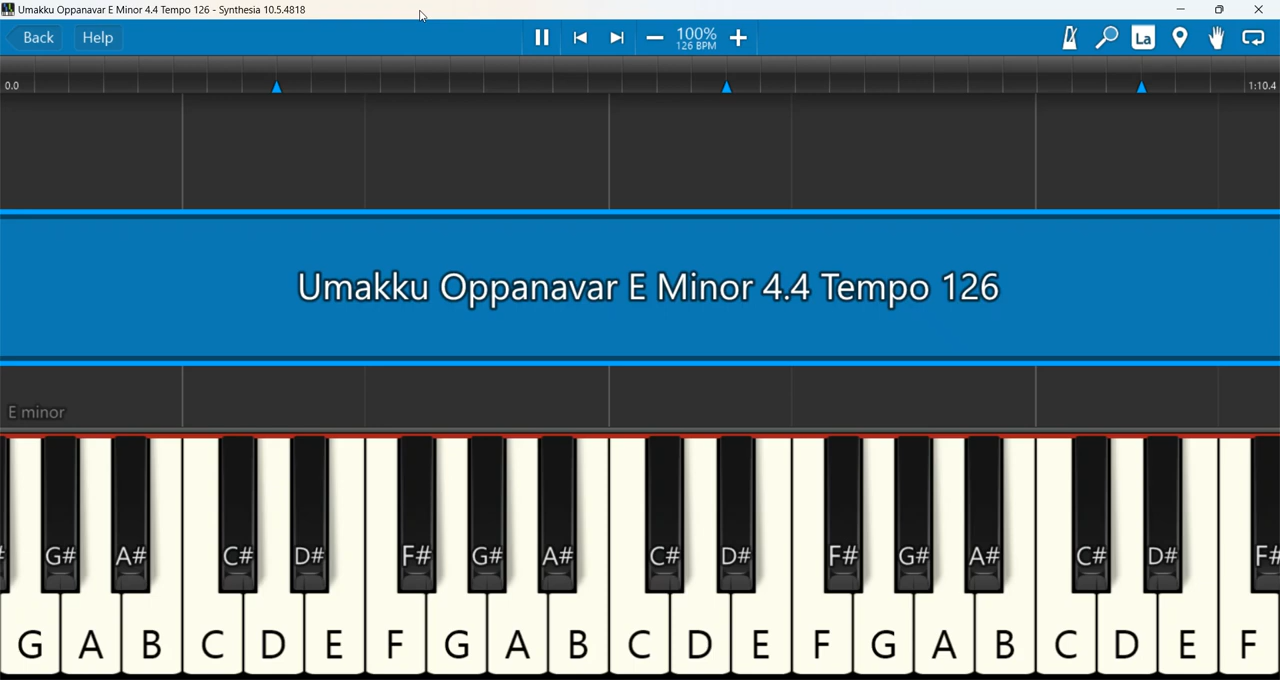 Umakku Oppanavar E Minor 4.4 Tempo 126 - Synthesia 10.5.4818
Back Help 100% La
126 BPM
0.0 1:10.4
Umakku Oppanavar E Minor 4.4 Tempo 126
E minor
# G# A# C# D# F# G# A# C# D# F# G# A# C# D# F#
G A B C D E F G A B C D E F G A B C D E F